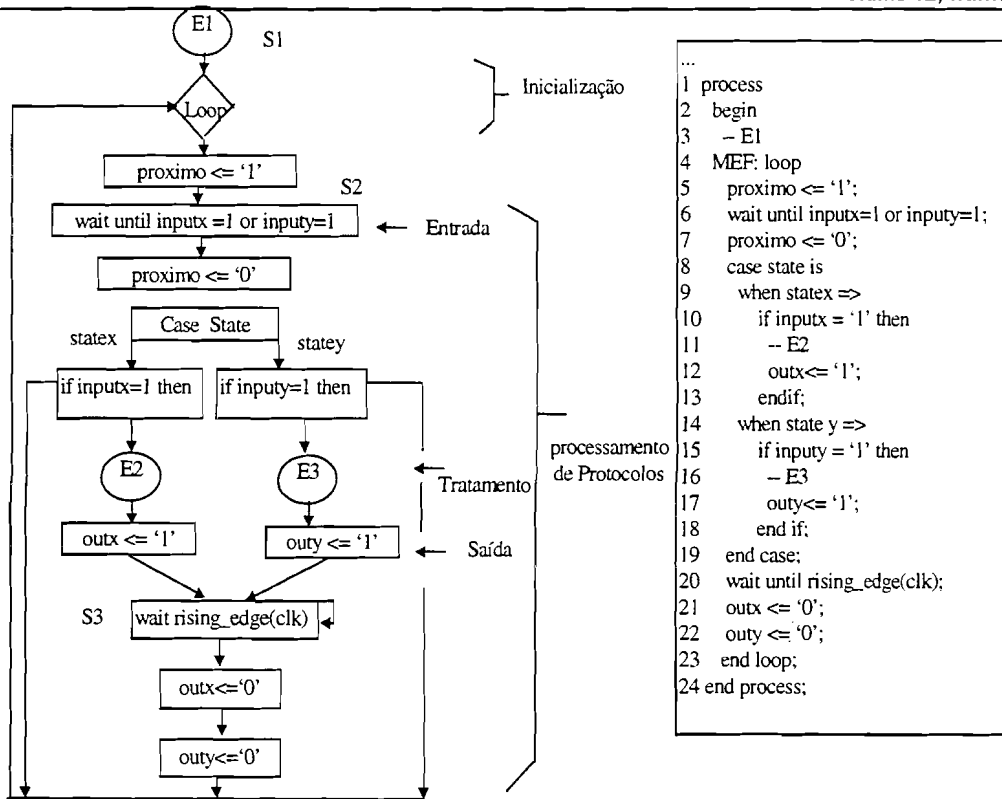 E1
S1
Loop
Inicialização
proximo <= ‘1’
S2
wait until inputx =1 or inputy=1
Entrada
proximo <= ‘0’
Case State
statex
statey
if inputx=1 then
if inputy=1 then
E2
E3
Tratamento
processamento
de Protocolos
outx <= ‘1’
outy <= ‘1’
Saída
S3
wait rising_edge(clk)
outx<=‘0’
outy<=‘0’
...
1 process
2 begin
3 – E1
4 MEF: loop
5 proximo <= ‘1’;
6 wait until inputx=1 or inputy=1;
7 proximo <= ‘0’;
8 case state is
9 when statex =>
10 if inputx = ‘1’ then
11 -- E2
12 outx<= ‘1’;
13 endif;
14 when state y =>
15 if inputy = ‘1’ then
16 – E3
17 outy<= ‘1’;
18 end if;
19 end case;
20 wait until rising_edge(clk);
21 outx <= ‘0’;
22 outy <= ‘0’;
23 end loop;
24 end process;